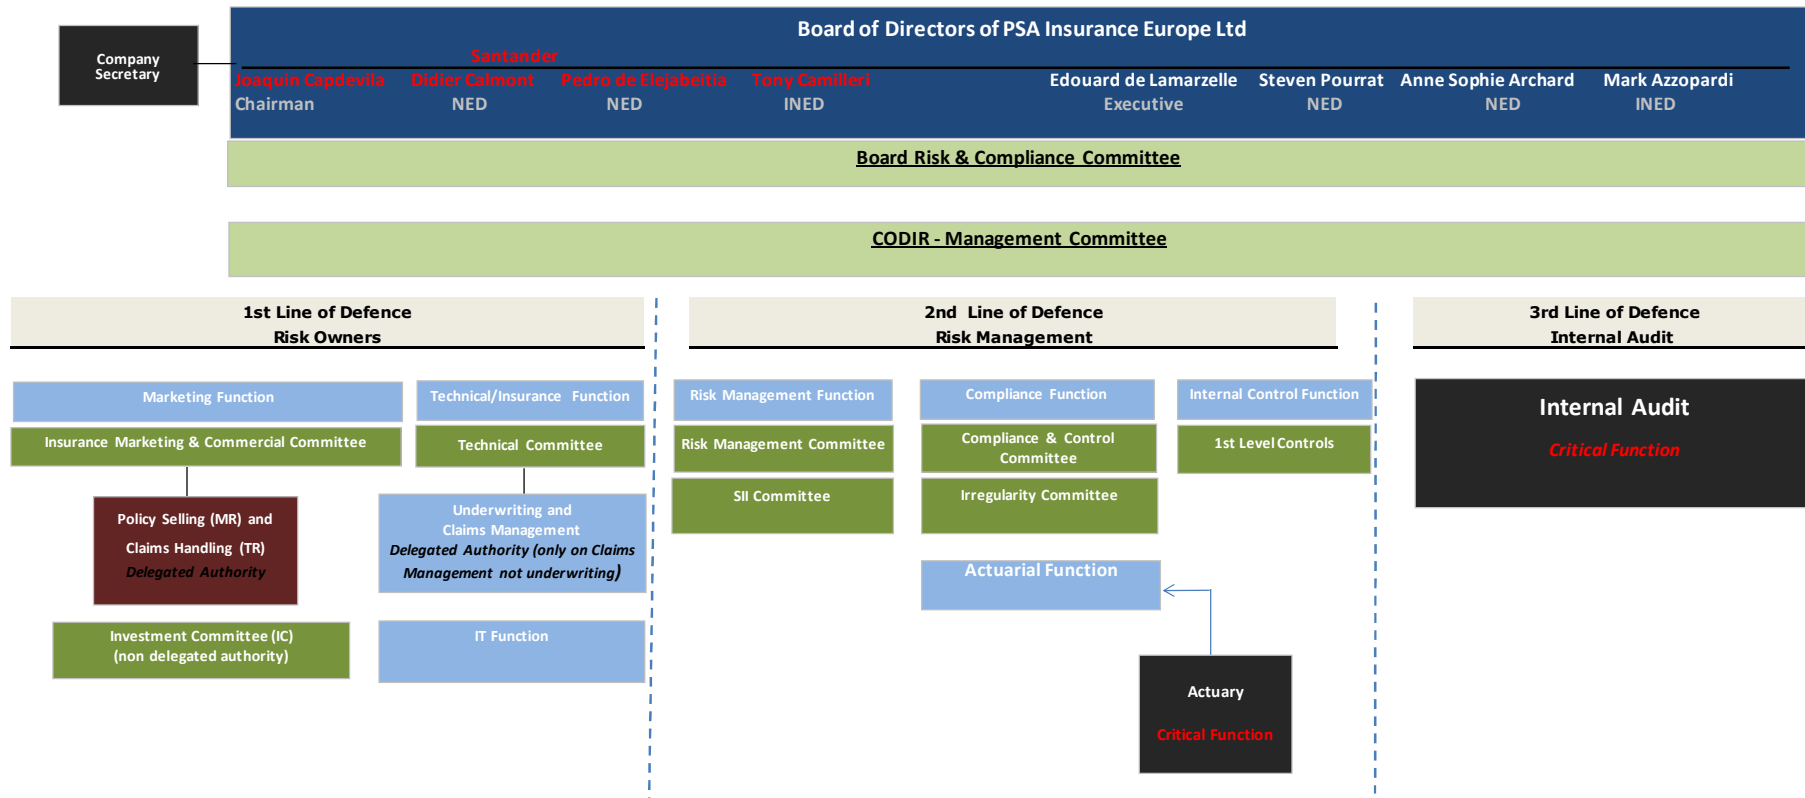 Board of Directors of PSA Insurance Europe Ltd
Company
Secretary
Santander
Joaquin Capdevila Didier Calmont Pedro de Elejabeitia Tony Camilleri Edouard de Lamarzelle Steven Pourrat Anne Sophie Archard Mark Azzopardi
Chairman NED NED INED Executive NED NED INED
Board Risk & Compliance Committee
CODIR - Management Committee
1st Line of Defence
Risk Owners
2nd Line of Defence
Risk Management
3rd Line of Defence
Internal Audit
Marketing Function
Insurance Marketing & Commercial Committee
Policy Selling (MR) and
Claims Handling (TR)
Delegated Authority
Investment Committee (IC)
(non delegated authority)
Technical/Insurance Function
Technical Committee
Underwriting and
Claims Management
Delegated Authority (only on Claims
Management not underwriting)
IT Function
Risk Management Function
Risk Management Committee
SII Committee
Compliance Function
Compliance & Control
Committee
Irregularity Committee
Actuarial Function
Internal Control Function
1st Level Controls
Actuary
Critical Function
Internal Audit
Critical Function